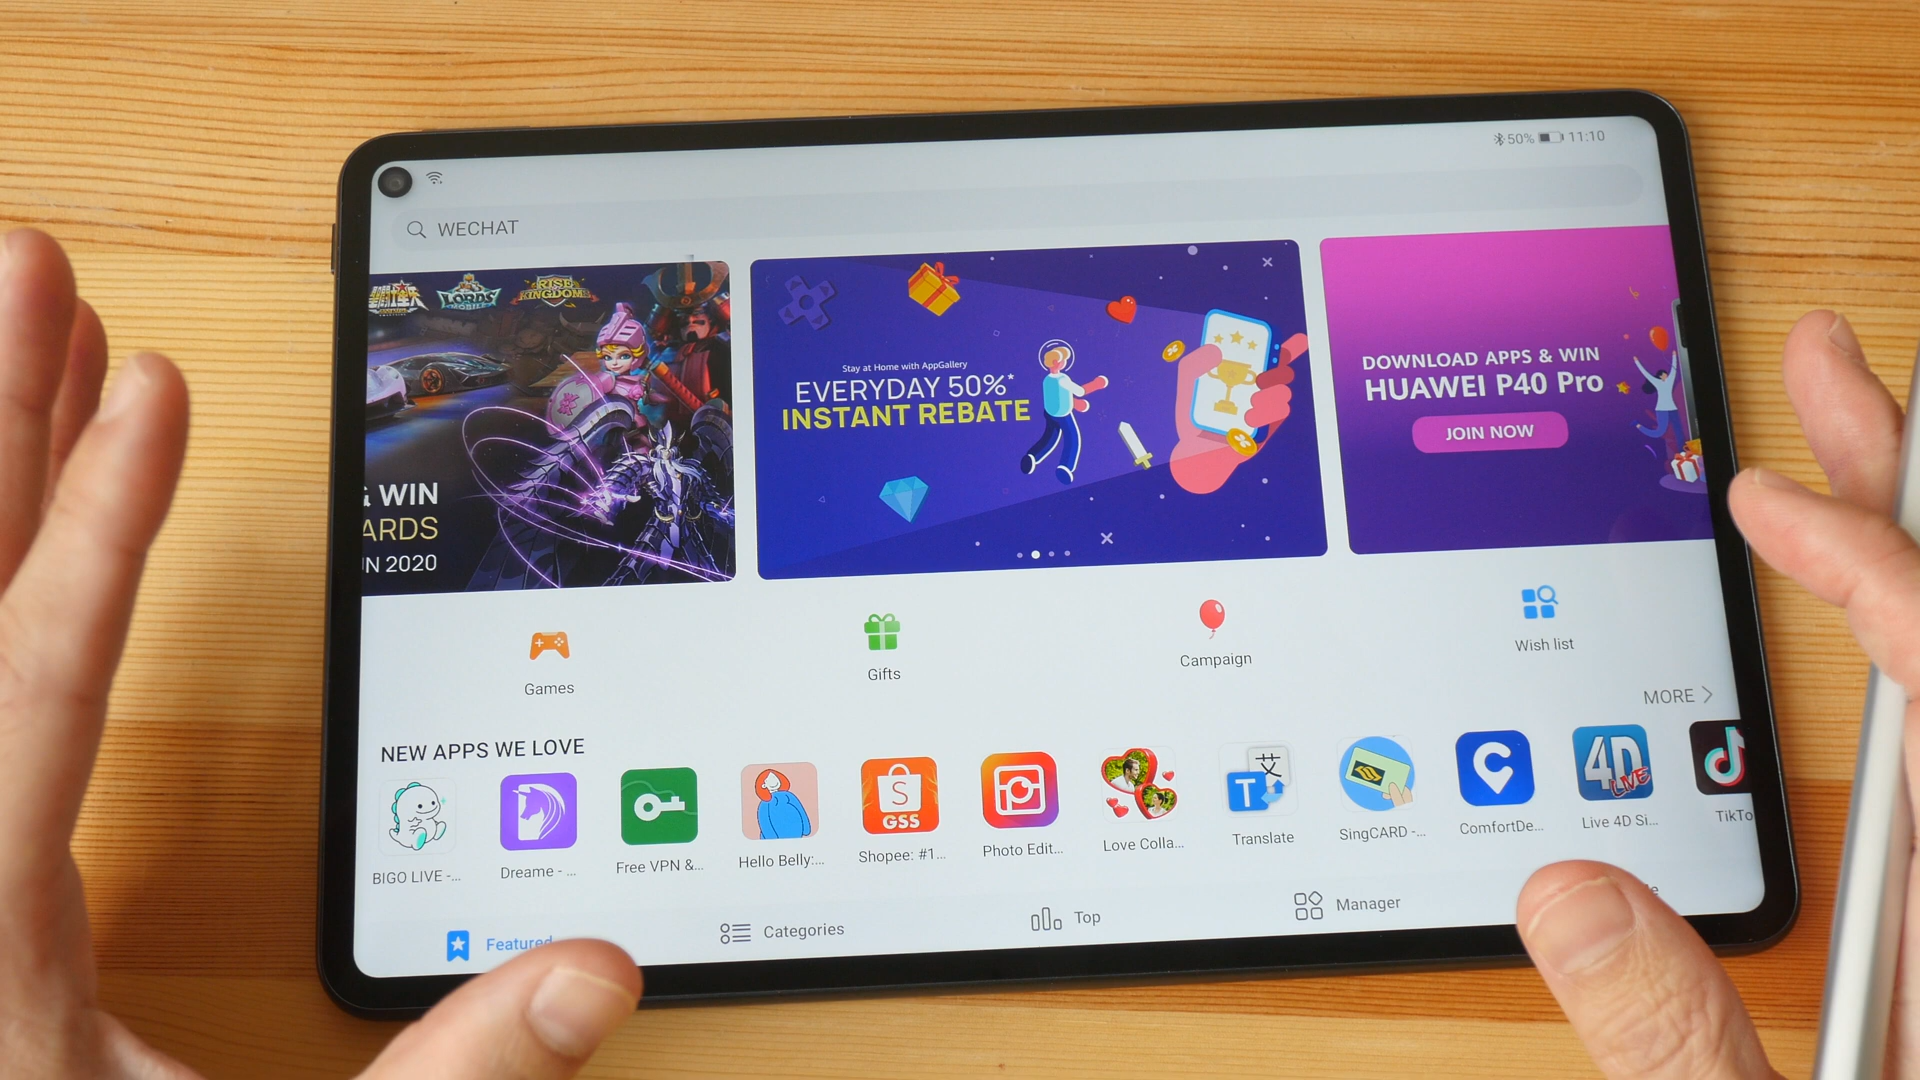 50% 11:10
WECHAT
LORDS
MOBILE
RISE
KINGDOMS
& WIN
ARDS
N 2020
Stay at Home with AppGallery
EVERYDAY 50%*
INSTANT REBATE
DOWNLOAD APPS & WIN
HUAWEI P40 Pro
JOIN NOW
Games
Gifts
Campaign
Wish list
NEW APPS WE LOVE
MORE
S
GSS
T 艾
4D
LIVE
BIGO LIVE -...
Dreame - ...
Free VPN &...
Hello Belly:...
Shopee: #1...
Photo Edit...
Love Colla...
Translate
SingCARD -...
ComfortDe...
Live 4D Si...
TikTo
Featured
Categories
Top
Manager